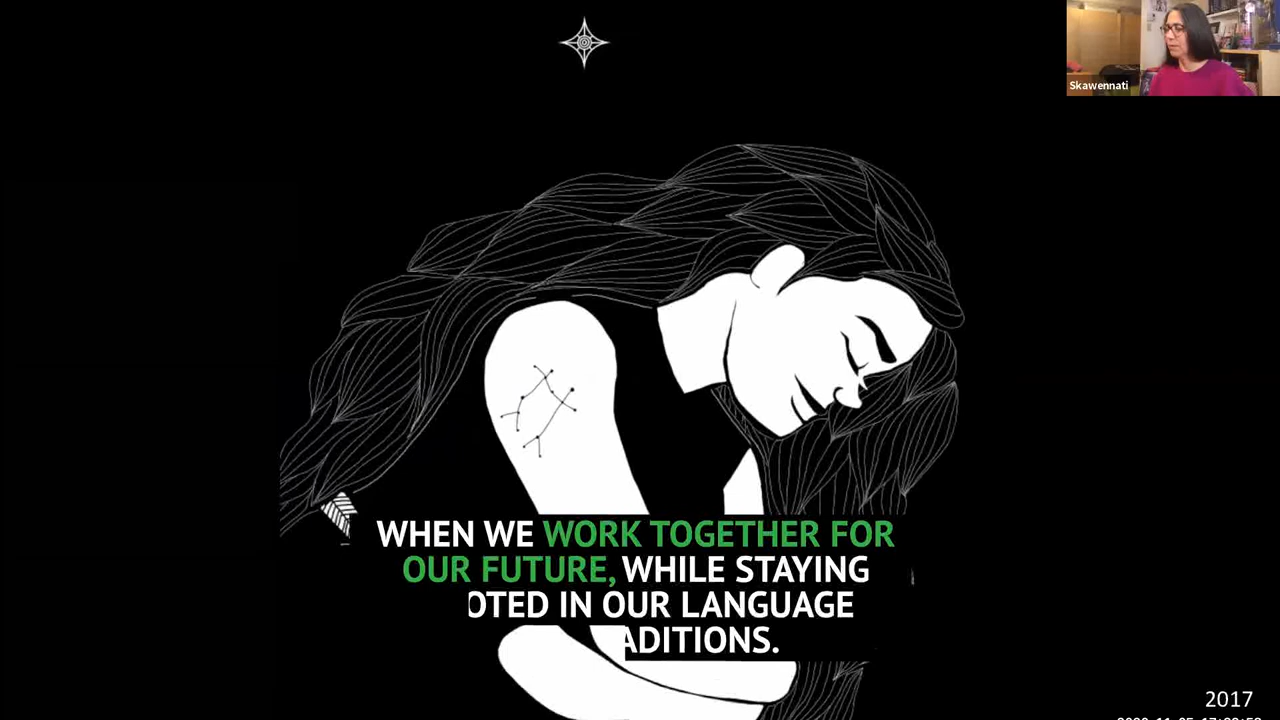 Skawennati
WHEN WE WORK TOGETHER FOR
OUR FUTURE, WHILE STAYING
OTED IN OUR LANGUAGE
ADITIONS.
2017